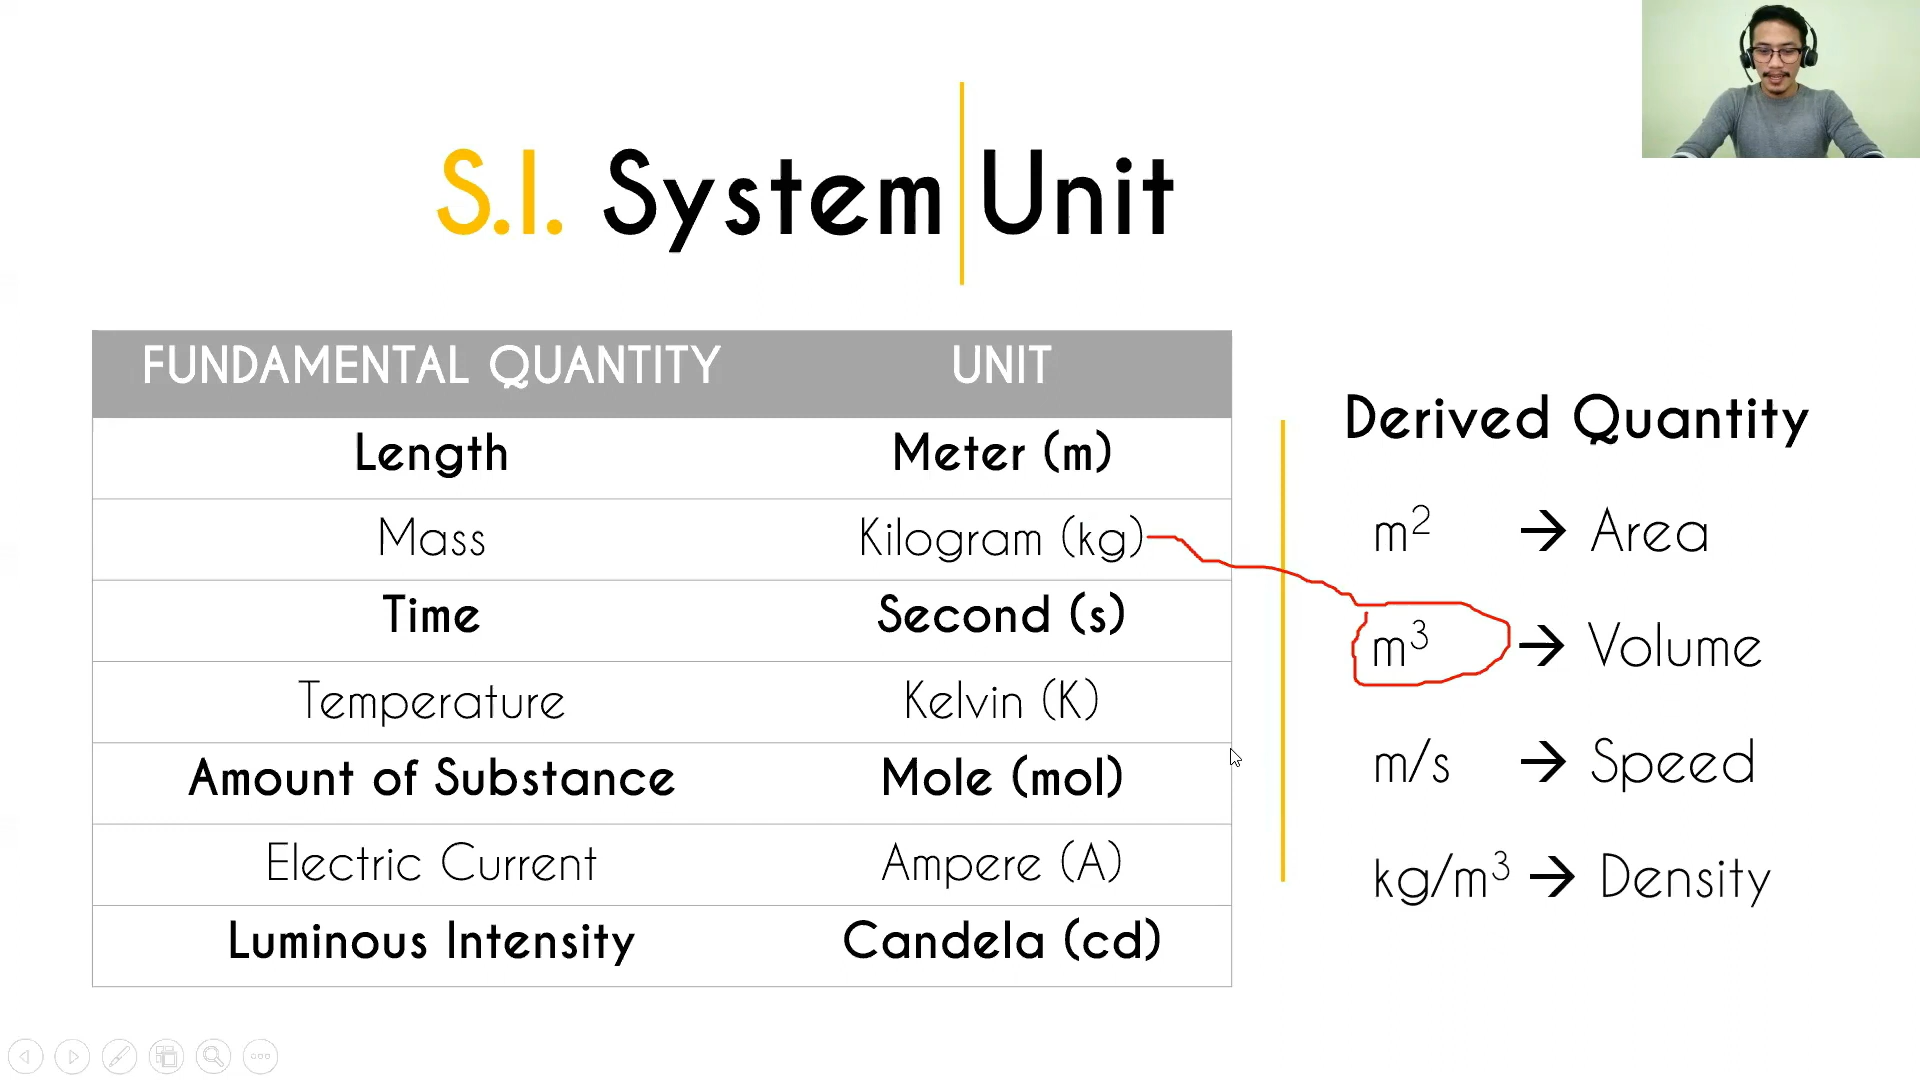 S.I. System Unit
FUNDAMENTAL QUANTITY UNIT
Length Meter (m)
Mass Kilogram (kg)
Time Second (s)
Temperature Kelvin (K)
Amount of Substance Mole (mol)
Electric Current Ampere (A)
Luminous Intensity Candela (cd)
Derived Quantity
m² → Area
m³ → Volume
m/s → Speed
kg/m³ → Density